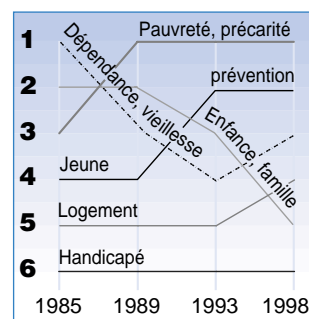 1 Pauvreté, précarité
Dépendance, vieillesse
2 prévention
Enfance, famille
3
4 Jeune
5 Logement
6 Handicapé
1985 1989 1993 1998